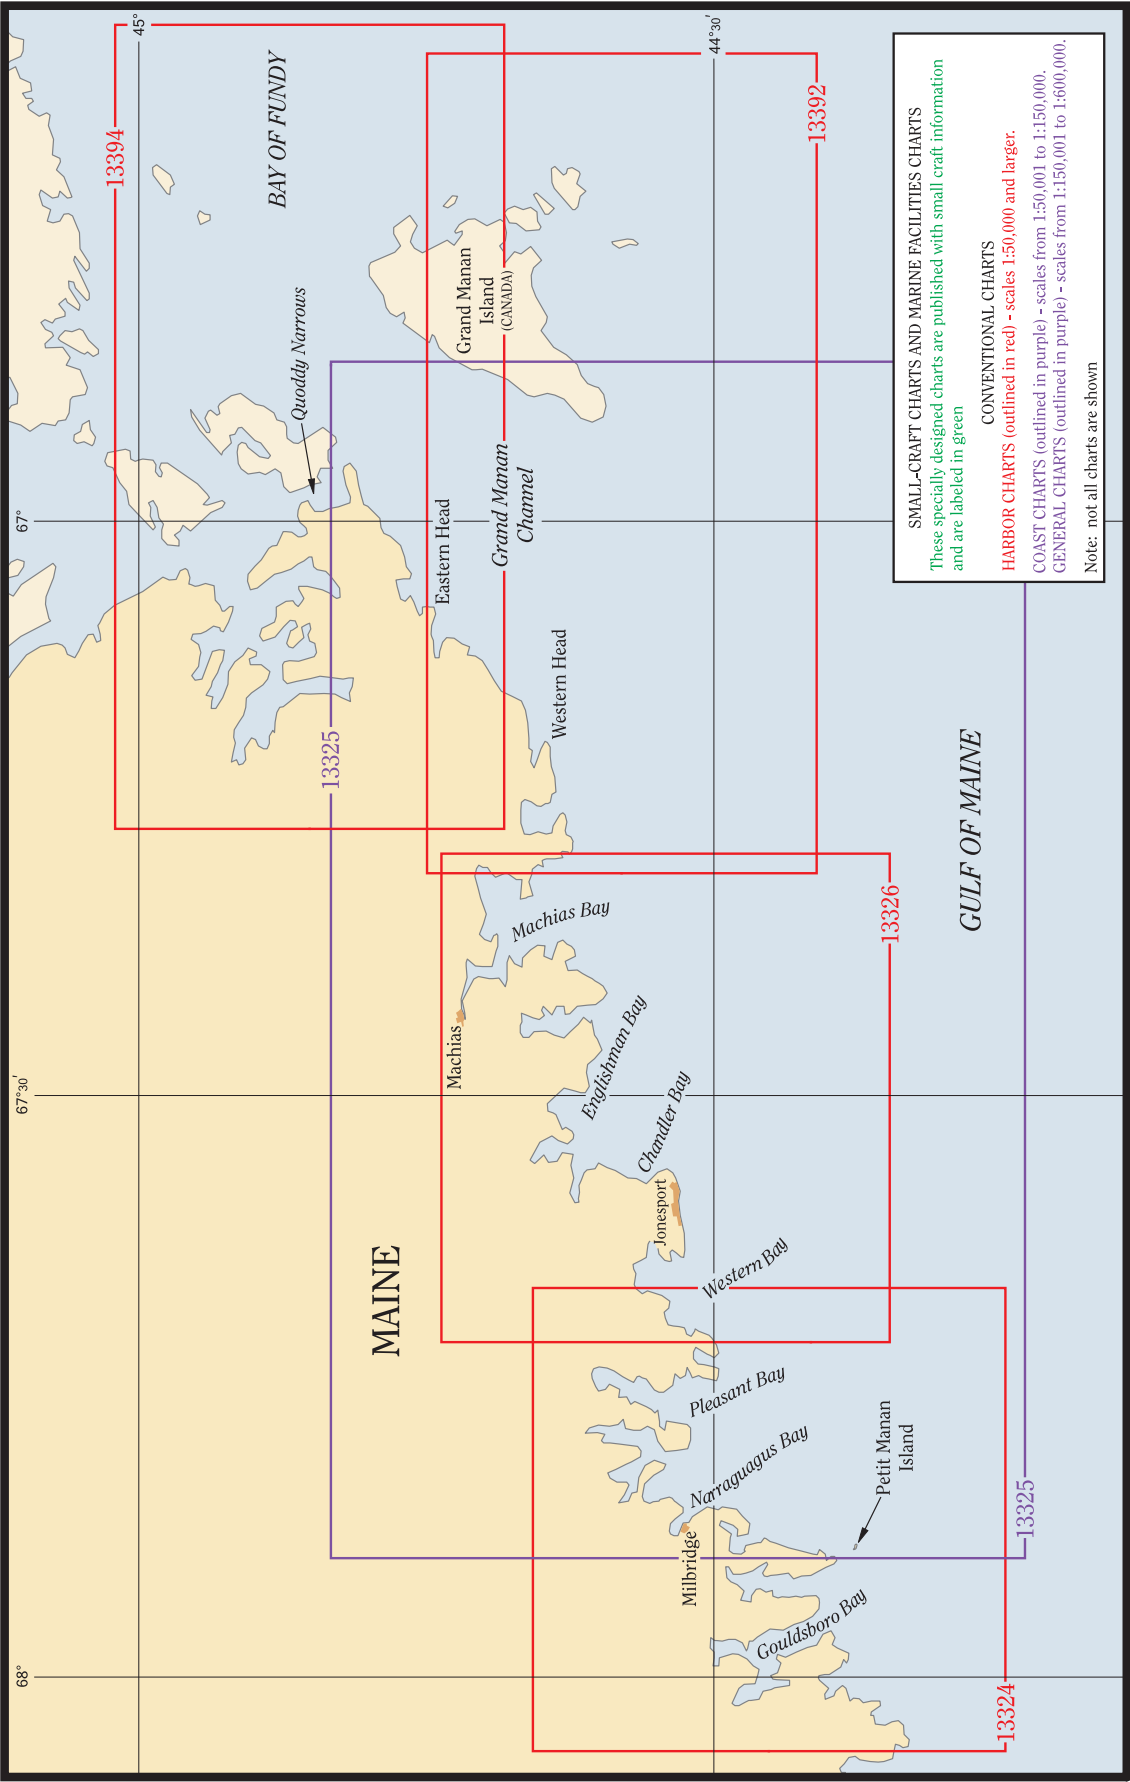 45°
44°30'
67°
67°30'
68°
13394
13392
13325
13326
13325
13324
BAY OF FUNDY
Quoddy Narrows
Grand Manan
Island
(CANADA)
Grand Manan
Channel
Eastern Head
Western Head
GULF OF MAINE
Machias Bay
Machias
Englishman Bay
Chandler Bay
Jonesport
MAINE
Western Bay
Pleasant Bay
Narraguagus Bay
Petit Manan
Island
Milbridge
Gouldsboro Bay
SMALL-CRAFT CHARTS AND MARINE FACILITIES CHARTS
These specially designed charts are published with small craft information
and are labeled in green
CONVENTIONAL CHARTS
HARBOR CHARTS (outlined in red) - scales 1:50,000 and larger.
COAST CHARTS (outlined in purple) - scales from 1:50,001 to 1:150,000.
GENERAL CHARTS (outlined in purple) - scales from 1:150,001 to 1:600,000.
Note: not all charts are shown